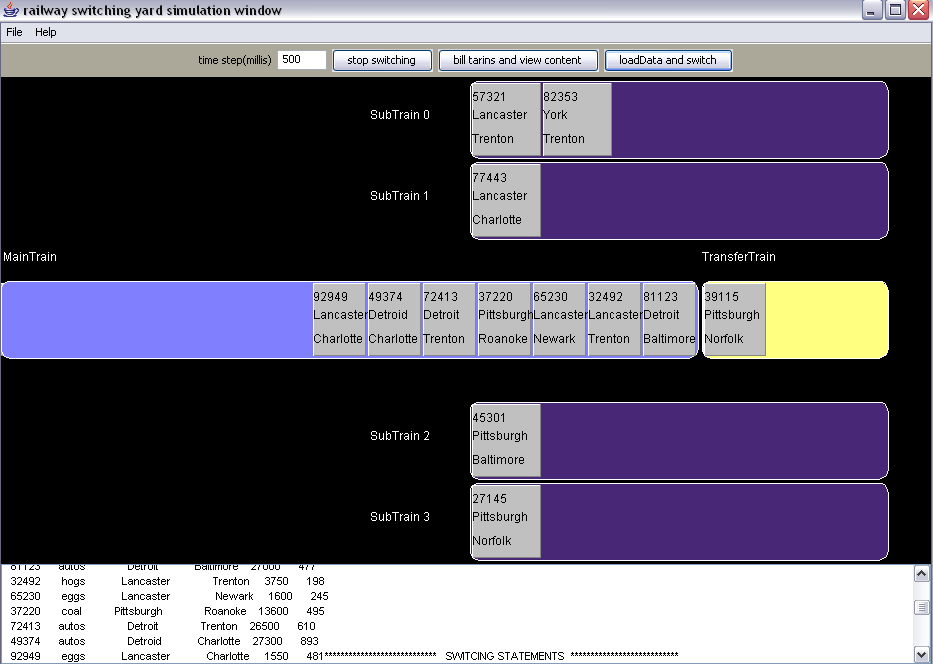 railway switching yard simulation window
File Help
time step(millis) 500 stop switching bill tarins and view content loadData and switch
SubTrain 0
57321 82353
Lancaster York
Trenton Trenton
SubTrain 1
77443
Lancaster
Charlotte
MainTrain TransferTrain
92949 49374 72413 37220 65230 32492 81123 39115
Lancaster Detroid Detroit Pittsburgh Lancaster Lancaster Detroit Pittsburgh
Charlotte Charlotte Trenton Roanoke Newark Trenton Baltimore Norfolk
SubTrain 2
45301
Pittsburgh
Baltimore
SubTrain 3
27145
Pittsburgh
Norfolk
81123 autos Detroit Baltimore 27000 477
32492 hogs Lancaster Trenton 3750 198
65230 eggs Lancaster Newark 1600 245
37220 coal Pittsburgh Roanoke 13600 495
72413 autos Detroit Trenton 26500 610
49374 autos Detroid Charlotte 27300 893
92949 eggs Lancaster Charlotte 1550 481**************************** SWITCING STATEMENTS ***************************